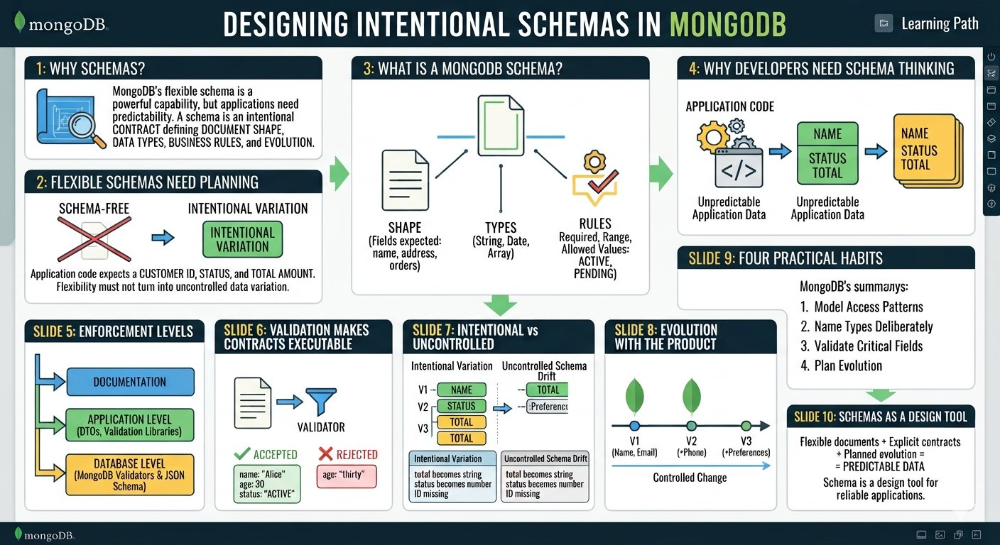 mongoDB.
DESIGNING INTENTIONAL SCHEMAS IN MONGODB
Learning Path
1: WHY SCHEMAS?
MongoDB's flexible schema is a
powerful capability, but applications need
predictability. A schema is an intentional
CONTRACT defining DOCUMENT SHAPE,
DATA TYPES, BUSINESS RULES, and EVOLUTION.
2: FLEXIBLE SCHEMAS NEED PLANNING
SCHEMA-FREE
INTENTIONAL VARIATION
INTENTIONAL
VARIATION
Application code expects a CUSTOMER ID, STATUS, and TOTAL AMOUNT.
Flexibility must not turn into uncontrolled data variation.
3: WHAT IS A MONGODB SCHEMA?
SHAPE
(Fields expected:
name, address,
orders)
TYPES
(String, Date,
Array)
RULES
Required, Range,
Allowed Values:
ACTIVE,
PENDING)
4: WHY DEVELOPERS NEED SCHEMA THINKING
APPLICATION CODE
</>
Unpredictable
Application Data
NAME
STATUS
TOTAL
Unpredictable
Application Data
NAME
STATUS
TOTAL
SLIDE 5: ENFORCEMENT LEVELS
DOCUMENTATION
APPLICATION LEVEL
(DTOs, Validation Libraries)
DATABASE LEVEL
(MongoDB Validators & JSON
Schema)
SLIDE 6: VALIDATION MAKES
CONTRACTS EXECUTABLE
VALIDATOR
ACCEPTED
name: "Alice"
age: 30
status: "ACTIVE"
REJECTED
age: "thirty"
SLIDE 7: INTENTIONAL vs
UNCONTROLLED
Intentional Variation
V1
NAME
V2
STATUS
V3
TOTAL
TOTAL
Uncontrolled Schema
Drift
TOTAL
:Preferenc
Intentional Variation
total becomes string
status becomes number
ID missing
Uncontrolled Schema Drift
total becomes string
status becomes number
ID missing
SLIDE 8: EVOLUTION
WITH THE PRODUCT
V1
(Name, Email)
V2
(+Phone)
V3
(+Preferences)
Controlled Change
SLIDE 9: FOUR PRACTICAL HABITS
MongoDB's summarys:
1. Model Access Patterns
2. Name Types Deliberately
3. Validate Critical Fields
4. Plan Evolution
SLIDE 10: SCHEMAS AS A DESIGN TOOL
Flexible documents + Explicit contracts
+ Planned evolution =
= PREDICTABLE DATA
Schema is a design tool for
reliable applications.
mongoDB.